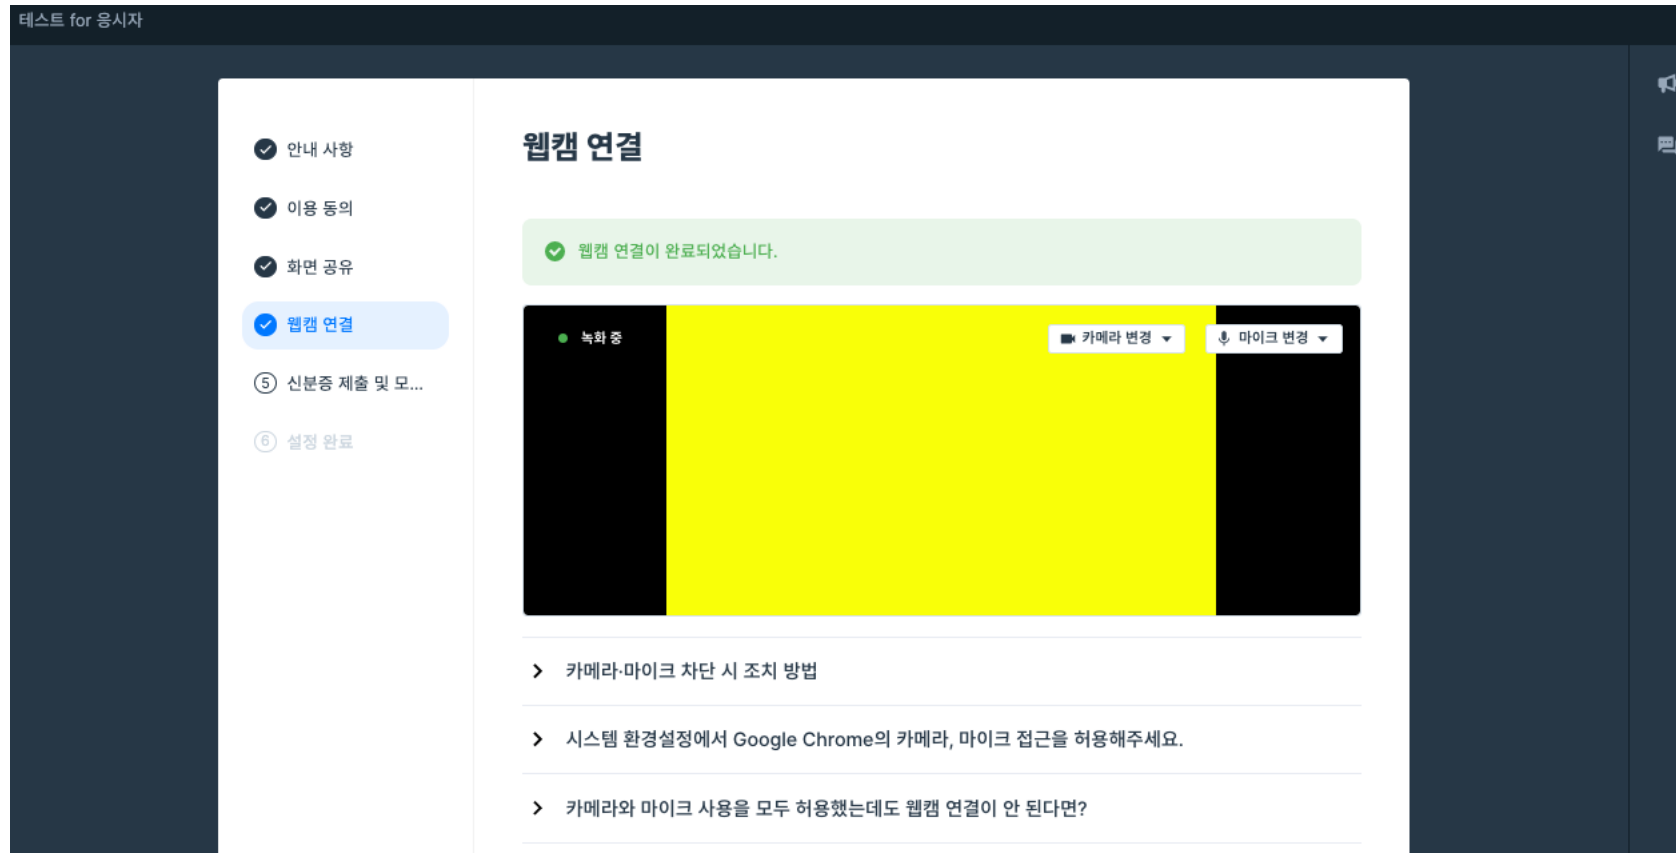 테스트 for 응시자
안내 사항
이용 동의
화면 공유
웹캠 연결
5 신분증 제출 및 모...
6 설정 완료
웹캠 연결
웹캠 연결이 완료되었습니다.
녹화 중
카메라 변경
마이크 변경
카메라·마이크 차단 시 조치 방법
시스템 환경설정에서 Google Chrome의 카메라, 마이크 접근을 허용해주세요.
카메라와 마이크 사용을 모두 허용했는데도 웹캠 연결이 안 된다면?